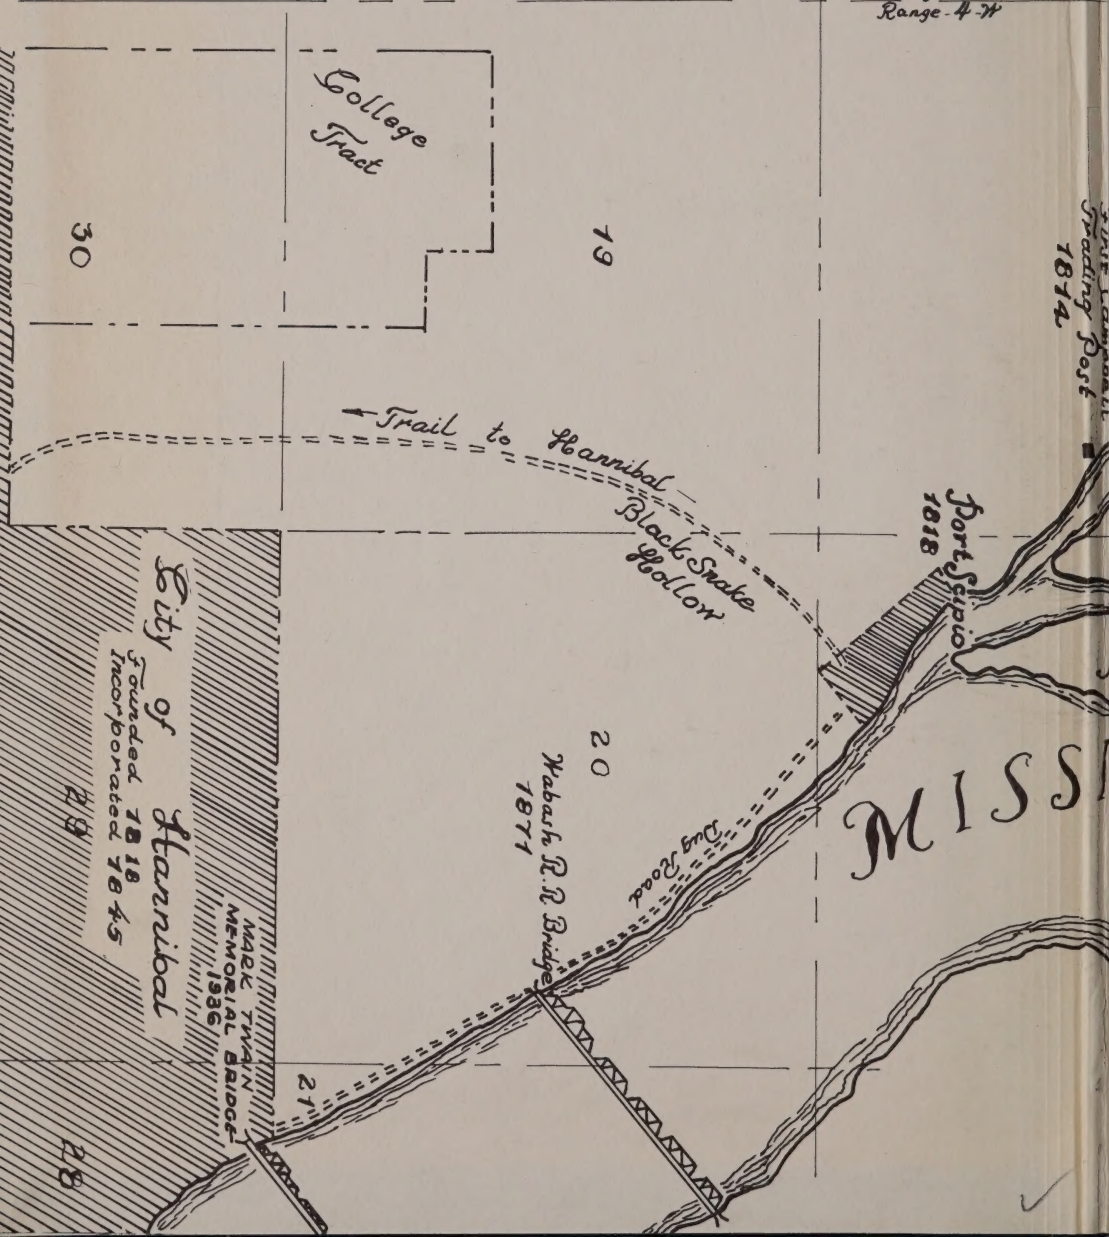 Range-4-W
Trading Post
1814
Port Scipio
1818
MISS
College
Tract
19
30
← Trail to Hannibal
Black Snake
Hollow
20
Wabash R.R Bridge
1871
Dug Road
21
City of Hannibal
Founded 1818
Incorporated 1845
29
MARK TWAIN
MEMORIAL BRIDGE
1936
28